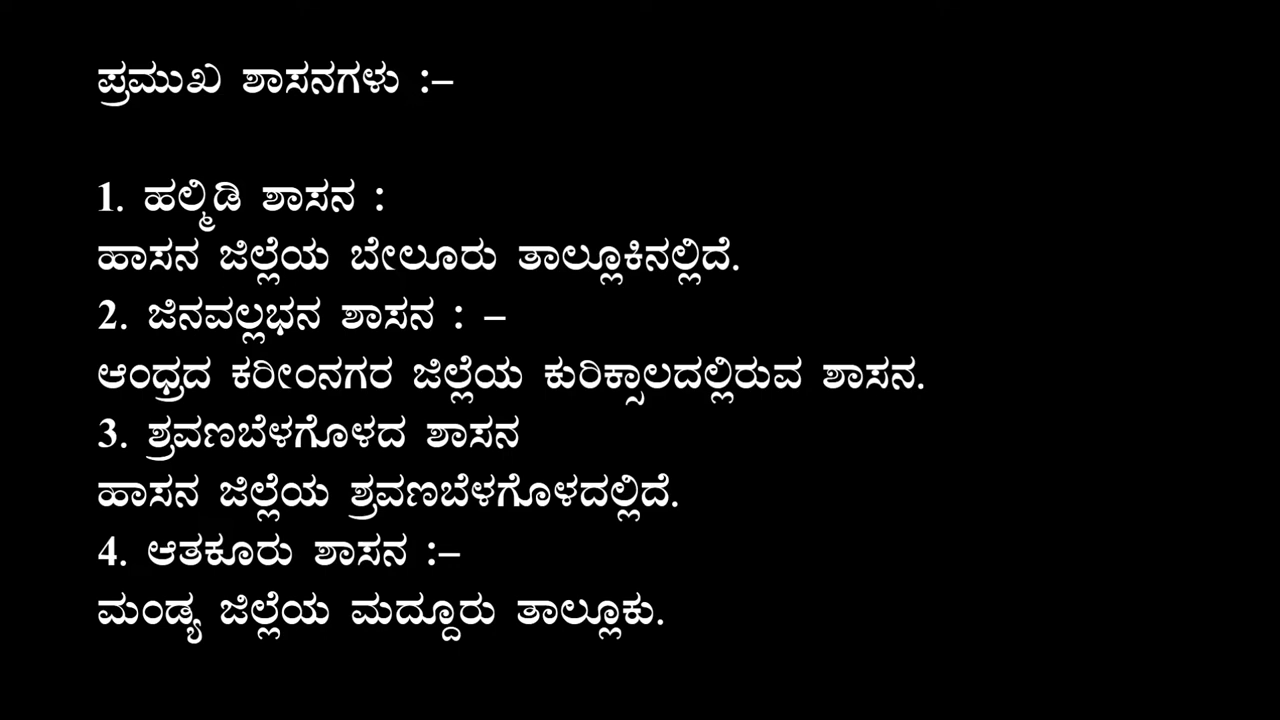 ಪ್ರಮುಖ ಶಾಸನಗಳು :–
1. ಹಲ್ಮಿಡಿ ಶಾಸನ :
ಹಾಸನ ಜಿಲ್ಲೆಯ ಬೇಲೂರು ತಾಲ್ಲೂಕಿನಲ್ಲಿದೆ.
2. ಜಿನವಲ್ಲಭನ ಶಾಸನ : –
ಆಂಧ್ರದ ಕರೀಂನಗರ ಜಿಲ್ಲೆಯ ಕುರಿಕ್ಸಾಲದಲ್ಲಿರುವ ಶಾಸನ.
3. ಶ್ರವಣಬೆಳಗೊಳದ ಶಾಸನ
ಹಾಸನ ಜಿಲ್ಲೆಯ ಶ್ರವಣಬೆಳಗೊಳದಲ್ಲಿದೆ.
4. ಆತಕೂರು ಶಾಸನ :–
ಮಂಡ್ಯ ಜಿಲ್ಲೆಯ ಮದ್ದೂರು ತಾಲ್ಲೂಕು.